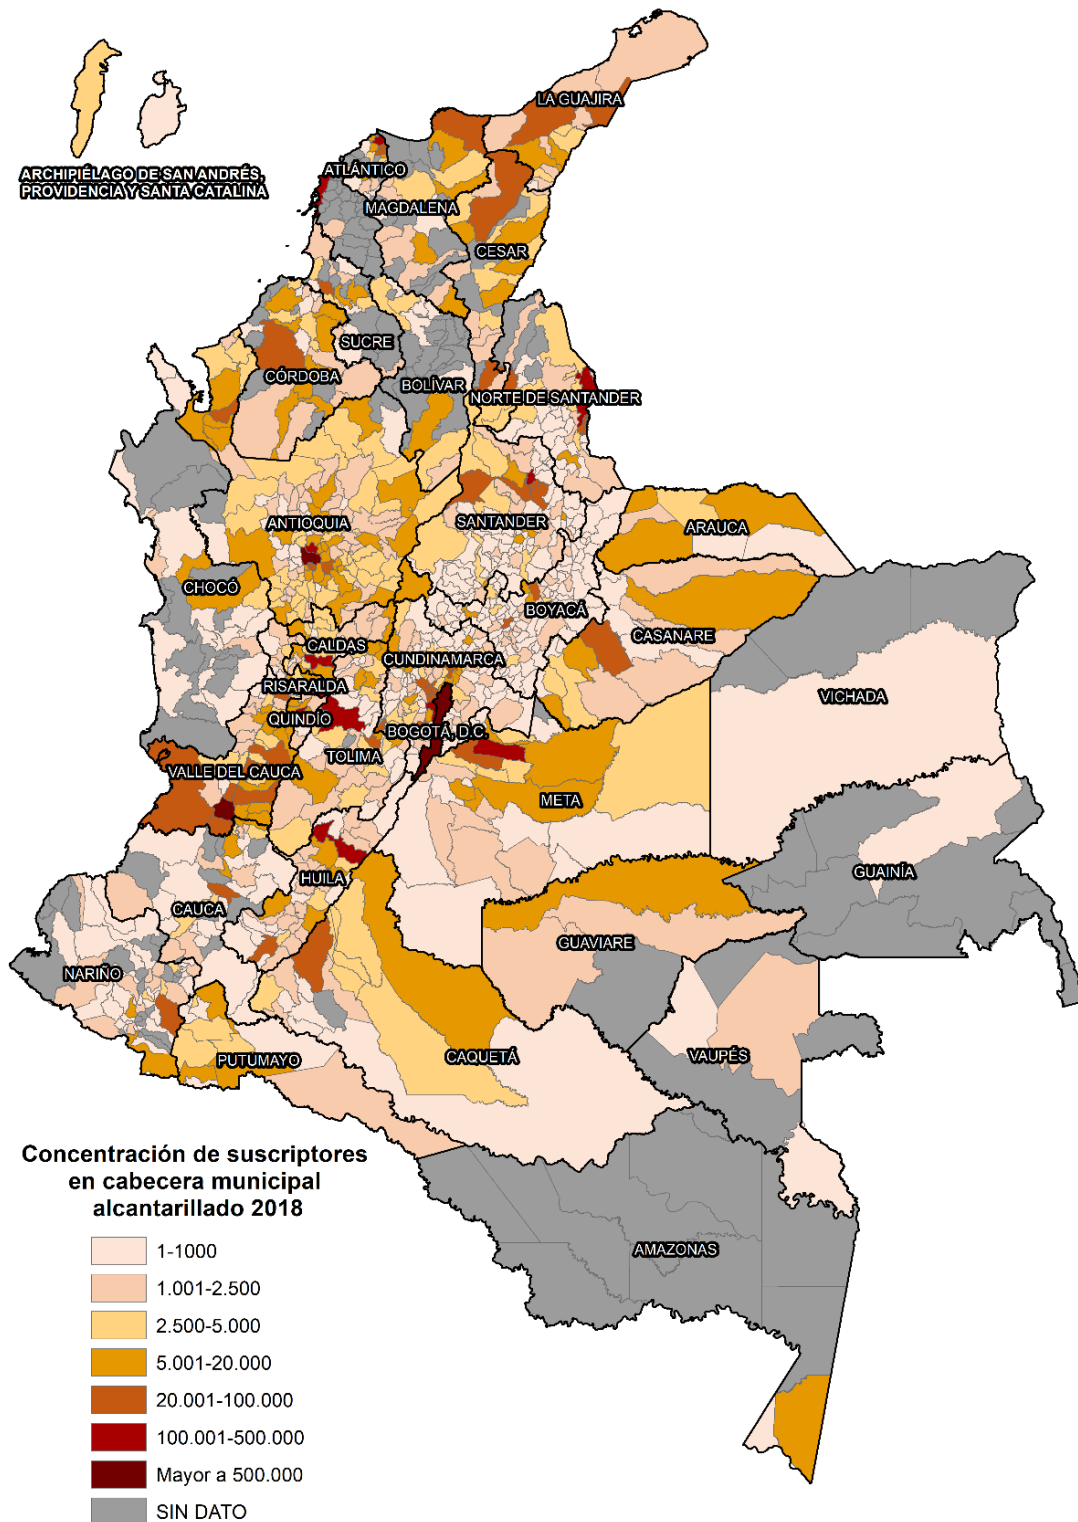 LA GUAJIRA
ATLÁNTICO
ARCHIPIÉLAGO DE SAN ANDRÉS,
PROVIDENCIA Y SANTA CATALINA
MAGDALENA
CESAR
SUCRE
CÓRDOBA
BOLÍVAR
NORTE DE SANTANDER
ANTIOQUIA
SANTANDER
ARAUCA
CHOCÓ
BOYACÁ
CASANARE
CALDAS
CUNDINAMARCA
RISARALDA
VICHADA
QUINDÍO
BOGOTÁ, D.C.
TOLIMA
VALLE DEL CAUCA
META
GUAINÍA
HUILA
CAUCA
GUAVIARE
NARIÑO
PUTUMAYO
CAQUETÁ
VAUPÉS
AMAZONAS
Concentración de suscriptores
en cabecera municipal
alcantarillado 2018
1-1000
1.001-2.500
2.500-5.000
5.001-20.000
20.001-100.000
100.001-500.000
Mayor a 500.000
SIN DATO